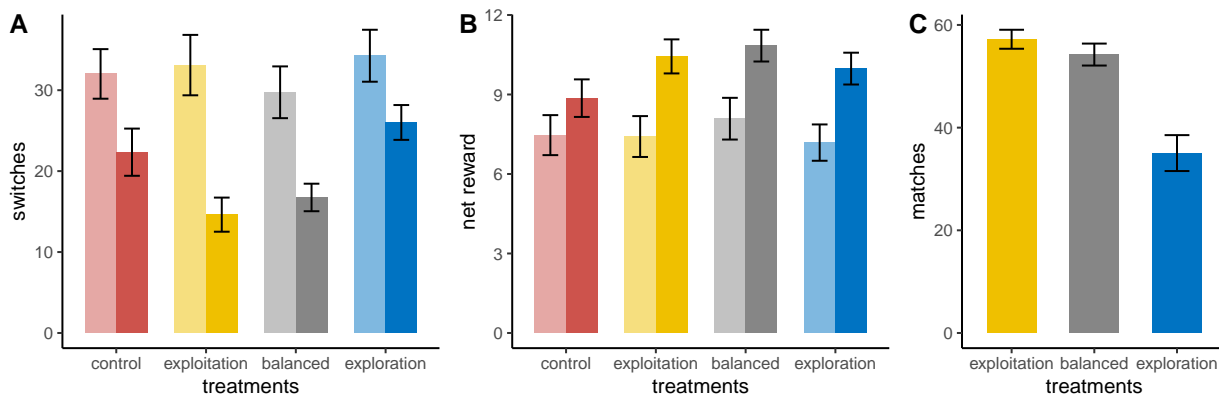 A
switches
30
20
10
0
control exploitation balanced exploration
treatments
B
net reward
12
9
6
3
0
control exploitation balanced exploration
treatments
C
matches
60
40
20
0
exploitation balanced exploration
treatments